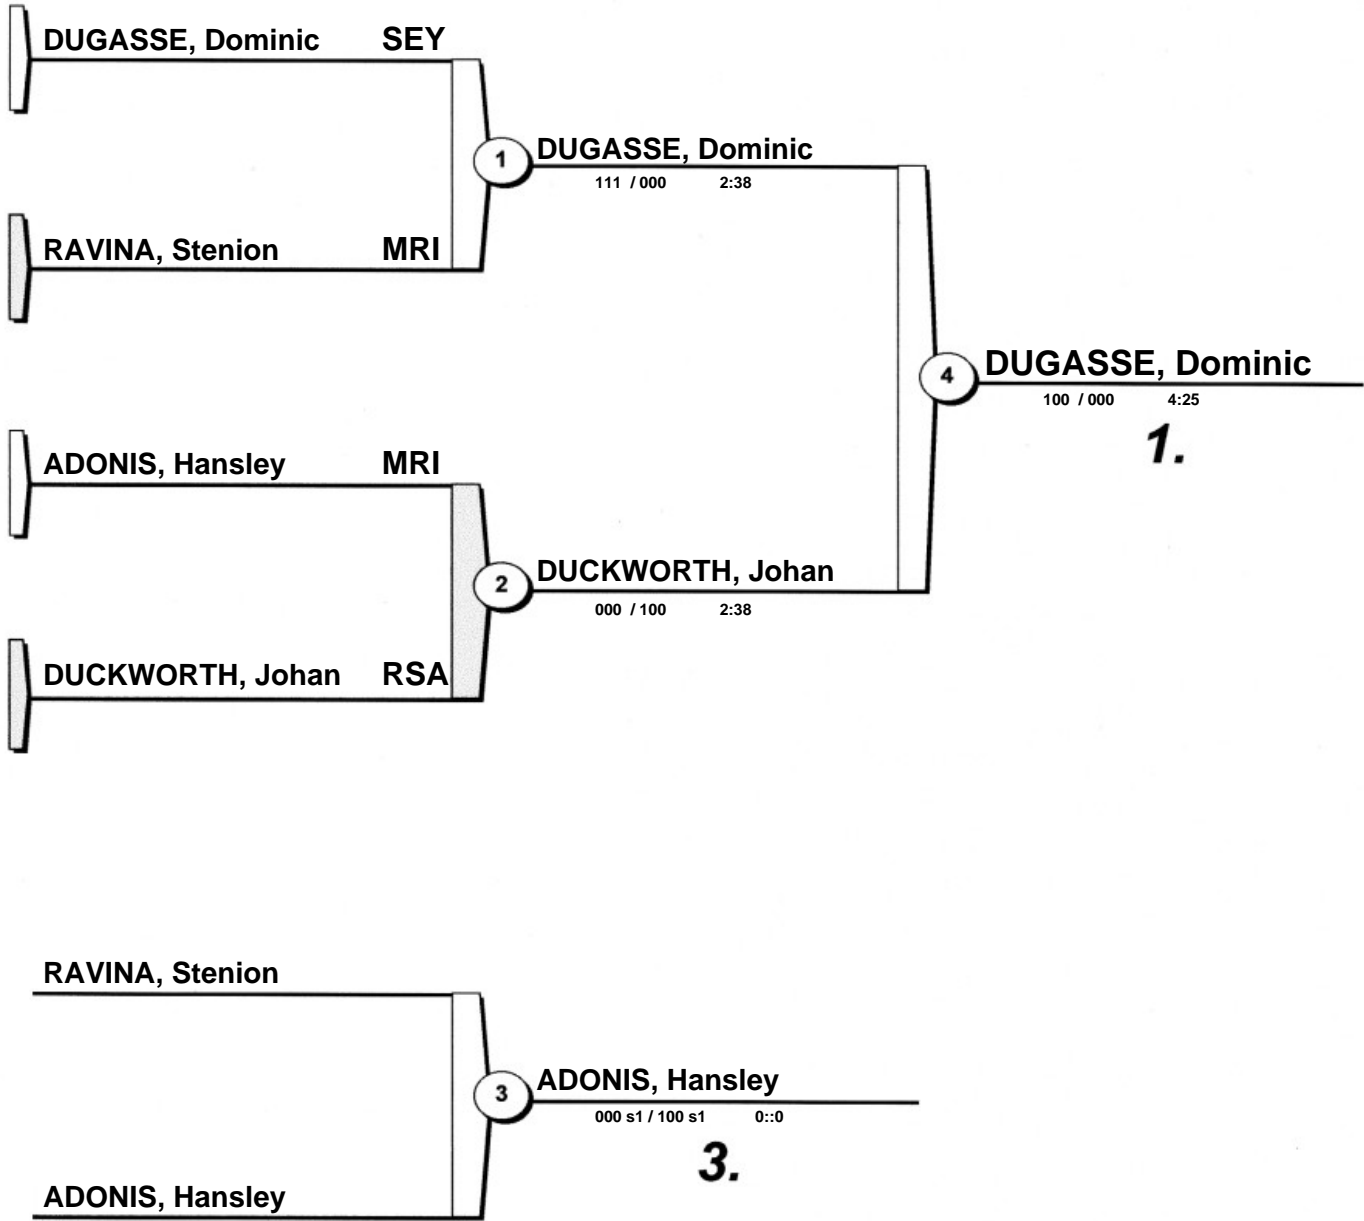 DUGASSE, Dominic SEY
1 DUGASSE, Dominic
111 / 000 2:38
RAVINA, Stenion MRI
4 DUGASSE, Dominic
100 / 000 4:25
1.
ADONIS, Hansley MRI
2 DUCKWORTH, Johan
000 / 100 2:38
DUCKWORTH, Johan RSA
RAVINA, Stenion
3 ADONIS, Hansley
000 s1 / 100 s1 0::0
3.
ADONIS, Hansley